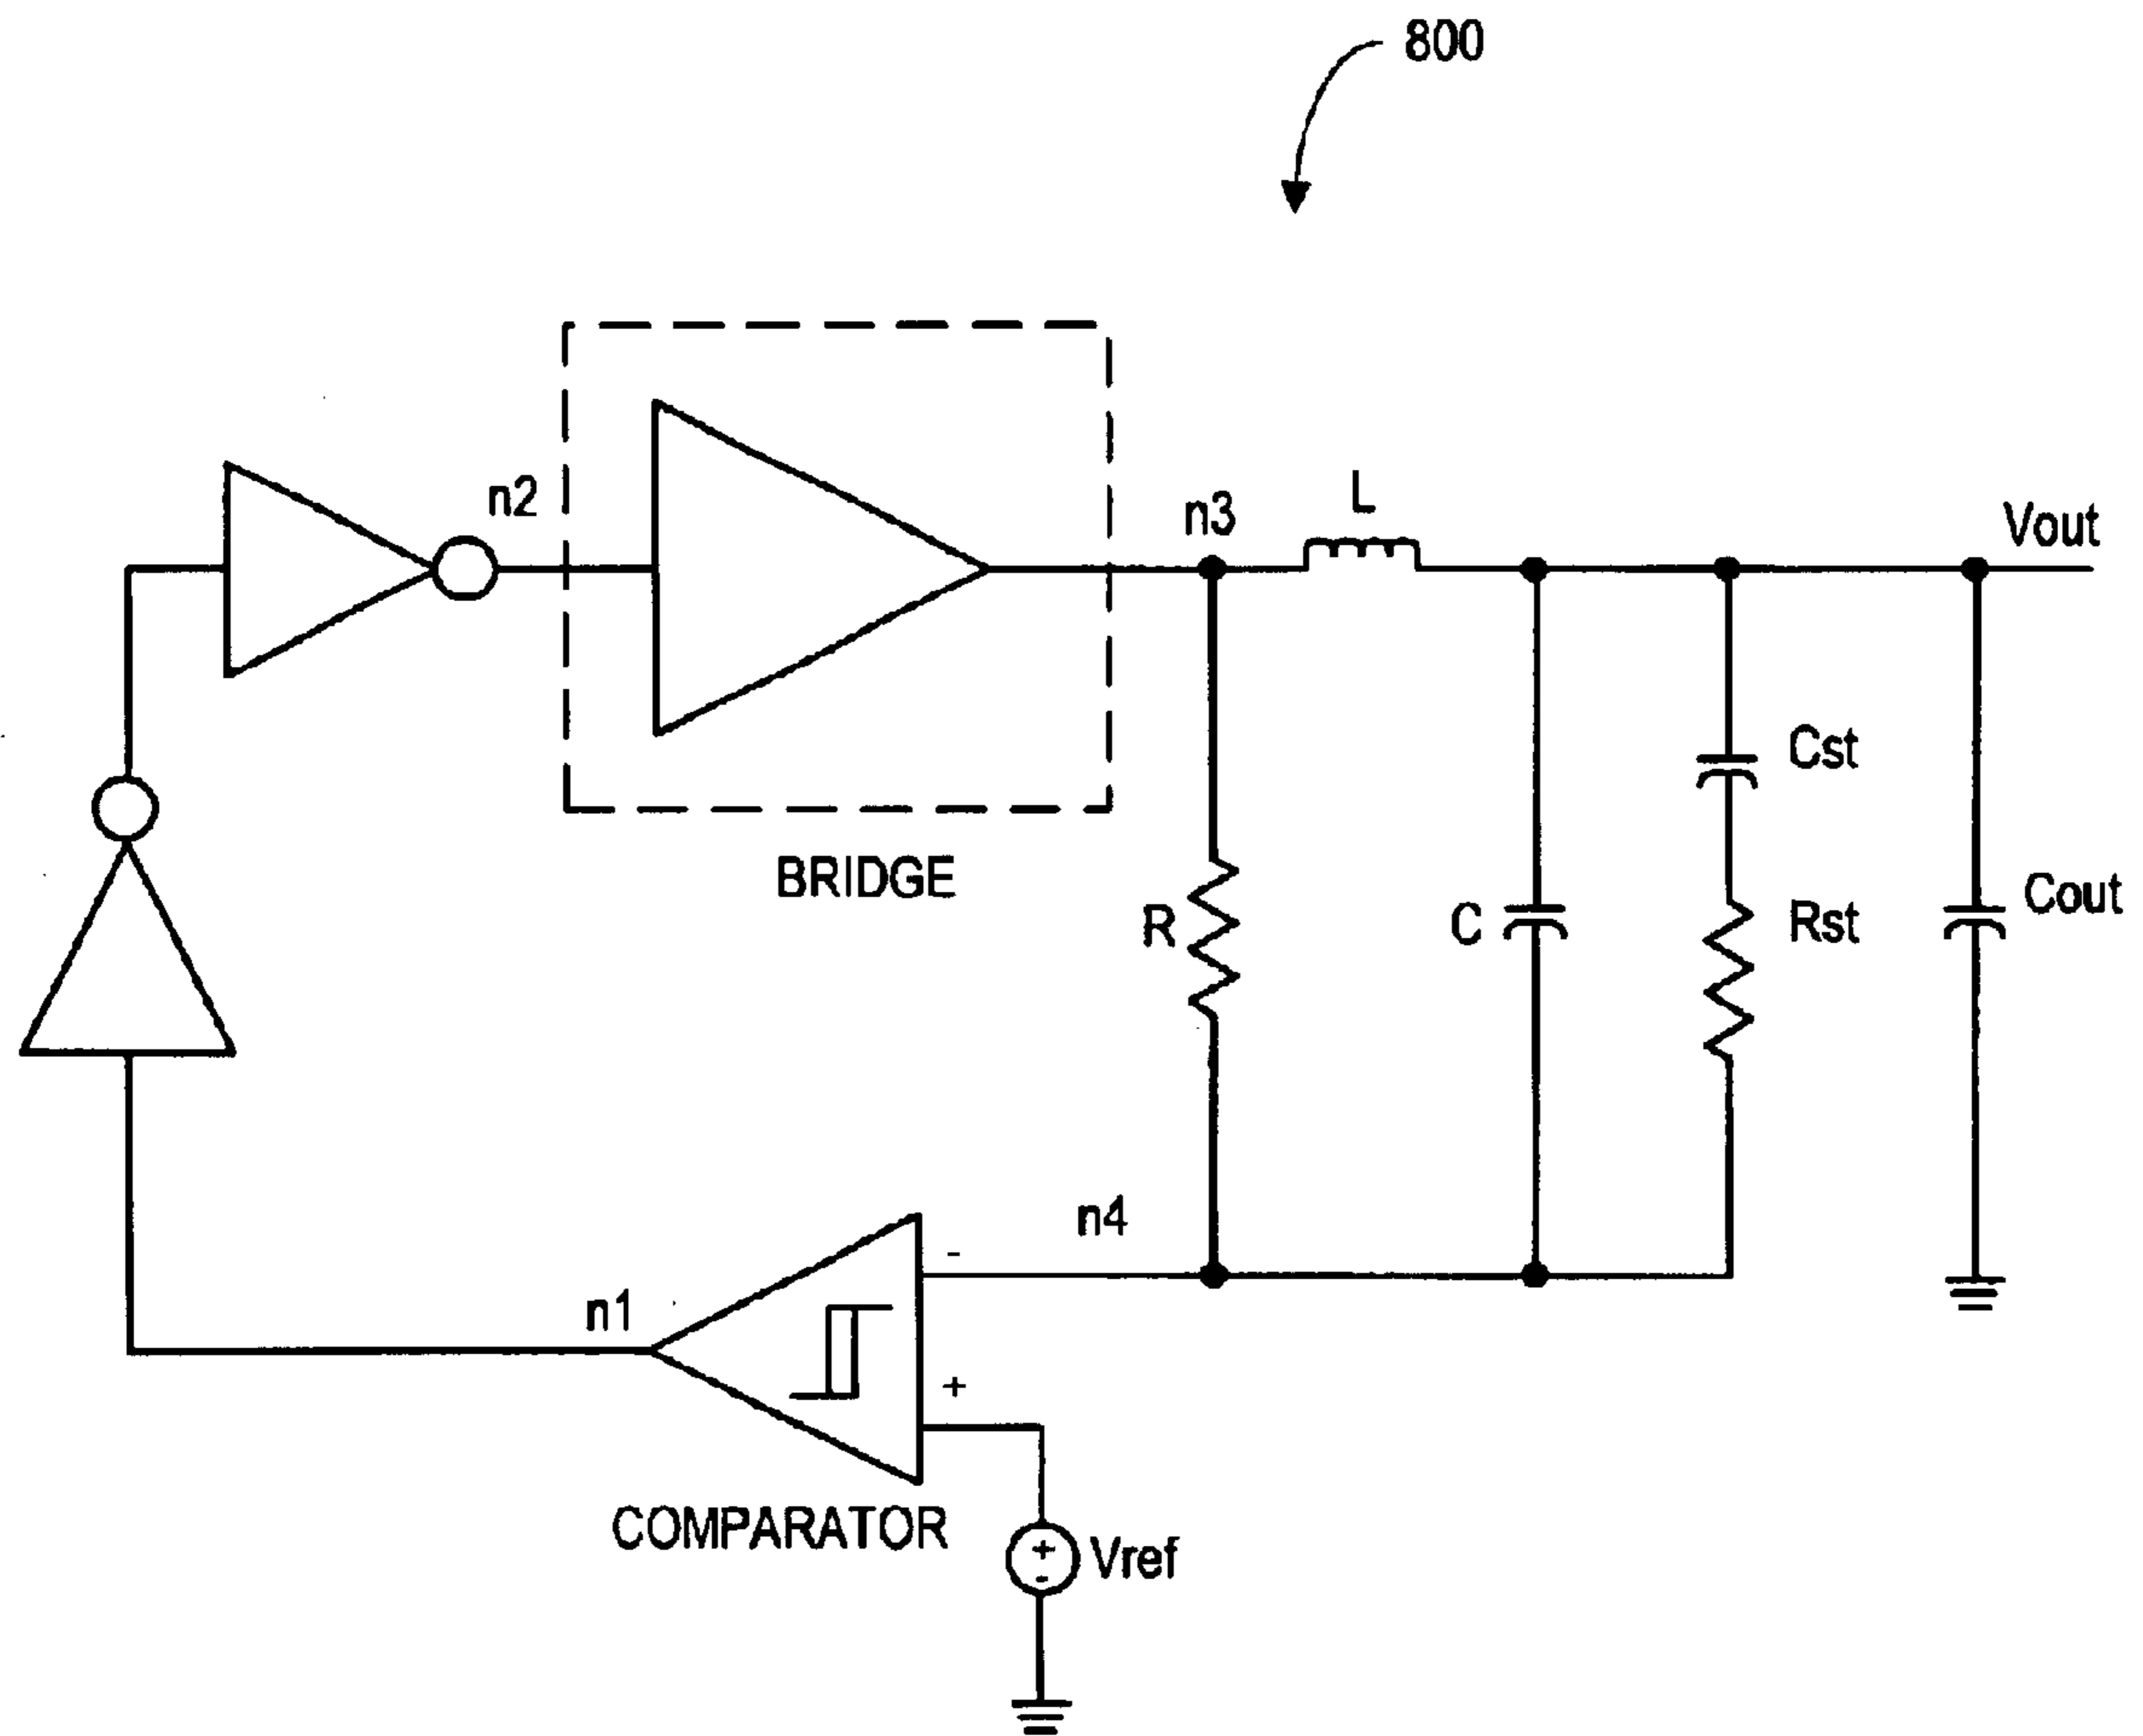 800
n2
n3
L
Vout
Cst
BRIDGE
R
C
Rst
Cout
n4
-
n1
+
COMPARATOR
+
-
Vref